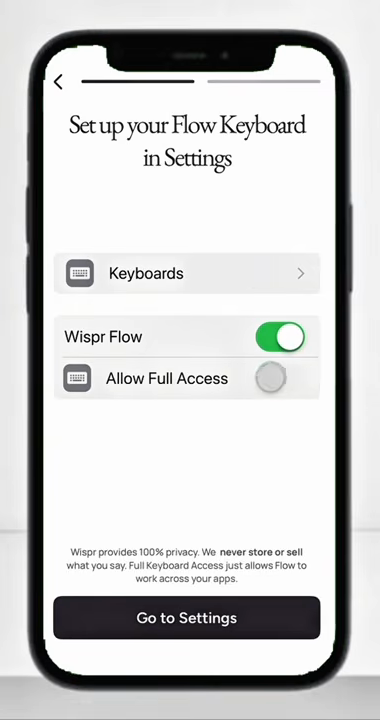 Set up your Flow Keyboard
in Settings
Keyboards
Wispr Flow
Allow Full Access
Wispr provides 100% privacy. We never store or sell
what you say. Full Keyboard Access just allows Flow to
work across your apps.
Go to Settings